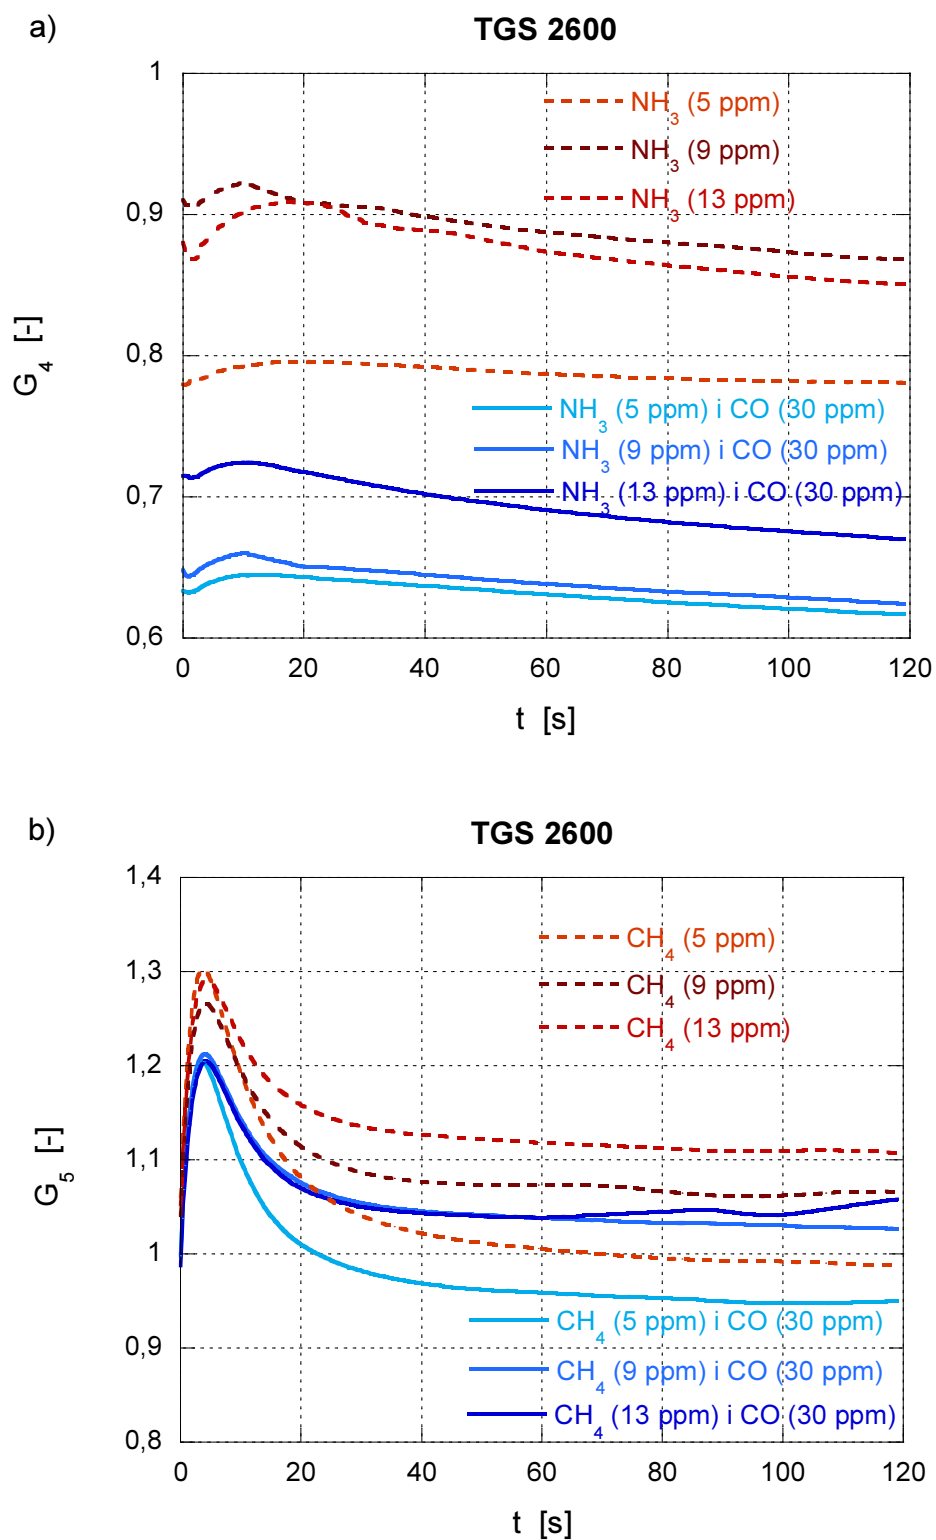 a)
TGS 2600
1
NH3 (5 ppm)
NH3 (9 ppm)
NH3 (13 ppm)
0,9
G4 [-]
0,8
NH3 (5 ppm) i CO (30 ppm)
NH3 (9 ppm) i CO (30 ppm)
NH3 (13 ppm) i CO (30 ppm)
0,7
0,6
0 20 40 60 80 100 120
t [s]
b)
TGS 2600
1,4
CH4 (5 ppm)
CH4 (9 ppm)
CH4 (13 ppm)
1,3
1,2
1,1
G5 [-]
1
CH4 (5 ppm) i CO (30 ppm)
CH4 (9 ppm) i CO (30 ppm)
CH4 (13 ppm) i CO (30 ppm)
0,9
0,8
0 20 40 60 80 100 120
t [s]